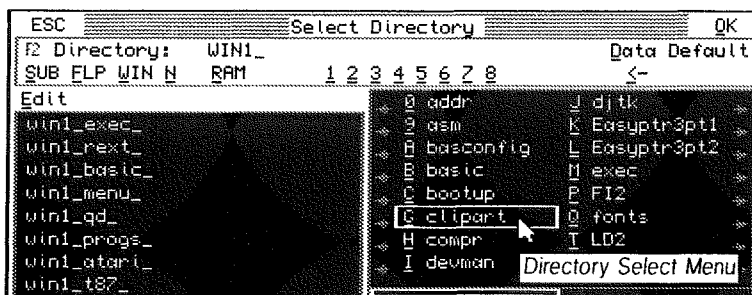 ESC Select Directory OK
F2 Directory: WIN1_ Data Default
SUB FLP WIN N RAM 1 2 3 4 5 6 7 8 <-
Edit
win1_exec_
win1_rext_
win1_basic_
win1_menu_
win1_qd_
win1_progs_
win1_atari_
win1_t87_
0 addr
9 asm
A basconfig
B basic
C bootup
G clipart
H compr
I devman
J djtk
K Easyptr3pt1
L Easyptr3pt2
M exec
P FI2
Q fonts
T LD2
Directory Select Menu